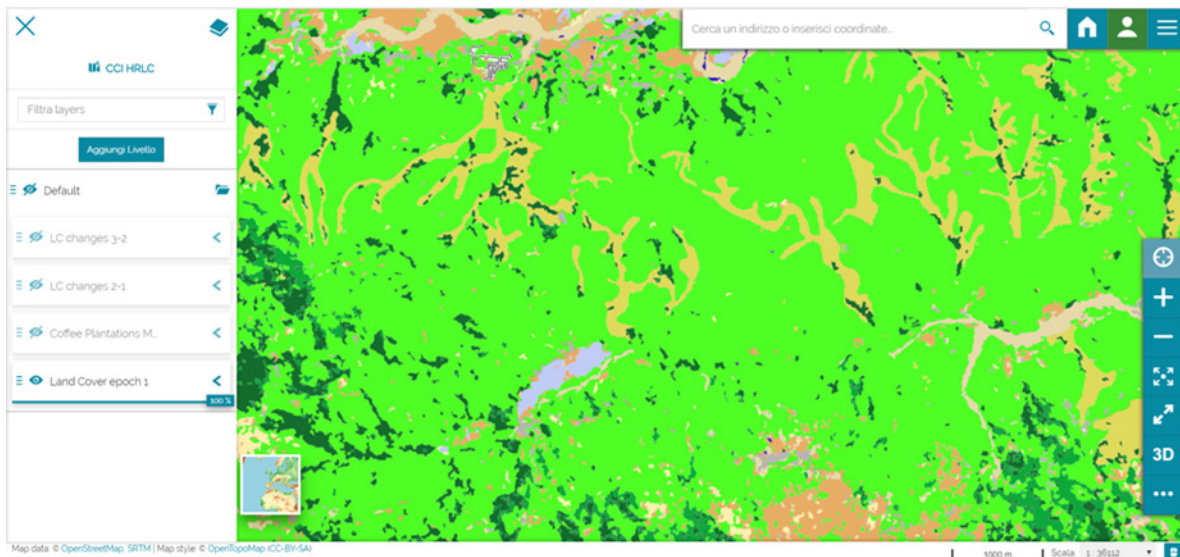 Cerca un indirizzo o inserisci coordinate...
CCI HRLC
Filtra layers
Aggiungi Livello
Default
LC changes 3-2
LC changes 2-1
Coffee Plantations M...
Land Cover epoch 1
100 %
3D
Map data: © OpenStreetMap, SRTM | Map style: © OpenTopoMap (CC-BY-SA)
1000 m
Scala 1 : 36112